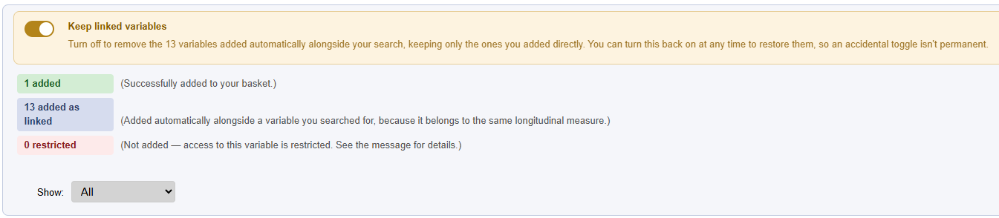 Keep linked variables
Turn off to remove the 13 variables added automatically alongside your search, keeping only the ones you added directly. You can turn this back on at any time to restore them, so an accidental toggle isn't permanent.
1 added (Successfully added to your basket.)
13 added as
linked (Added automatically alongside a variable you searched for, because it belongs to the same longitudinal measure.)
0 restricted (Not added — access to this variable is restricted. See the message for details.)
Show: All